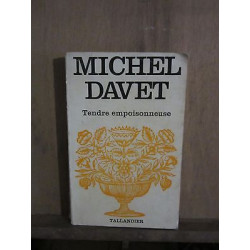 MICHEL
DAVET
Tendre empoisonneuse
TALLANDIER